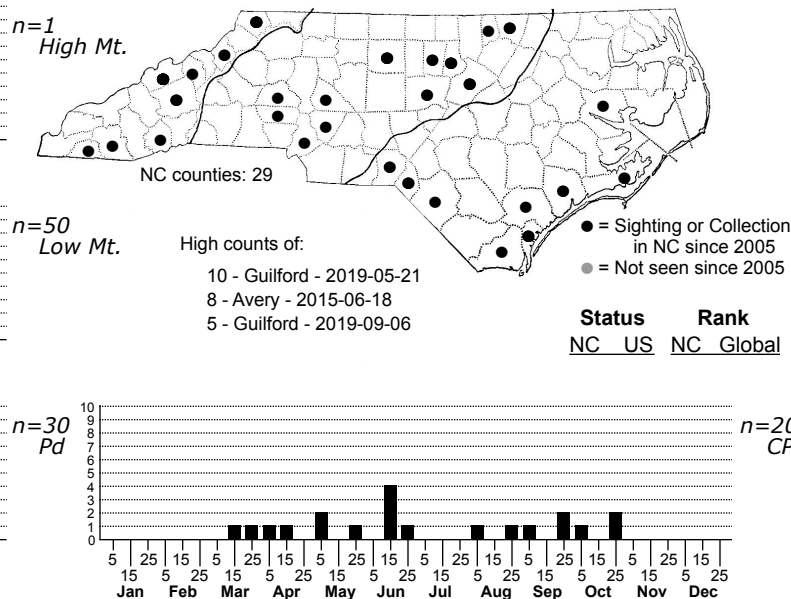 n=1
High Mt.
NC counties: 29
n=50
Low Mt.
High counts of:
10 - Guilford - 2019-05-21
8 - Avery - 2015-06-18
5 - Guilford - 2019-09-06
= Sighting or Collection
in NC since 2005
= Not seen since 2005
Status Rank
NC US NC Global
n=30
Pd
n=20
CP
10
9
8
7
6
5
4
3
2
1
0
5 25 15 5 25 15 5 25 15 5 25 15 5 25 15 5 25 15
15 5 25 15 5 25 15 5 25 15 5 25 15 5 25 15 5 25
Jan Feb Mar Apr May Jun Jul Aug Sep Oct Nov Dec